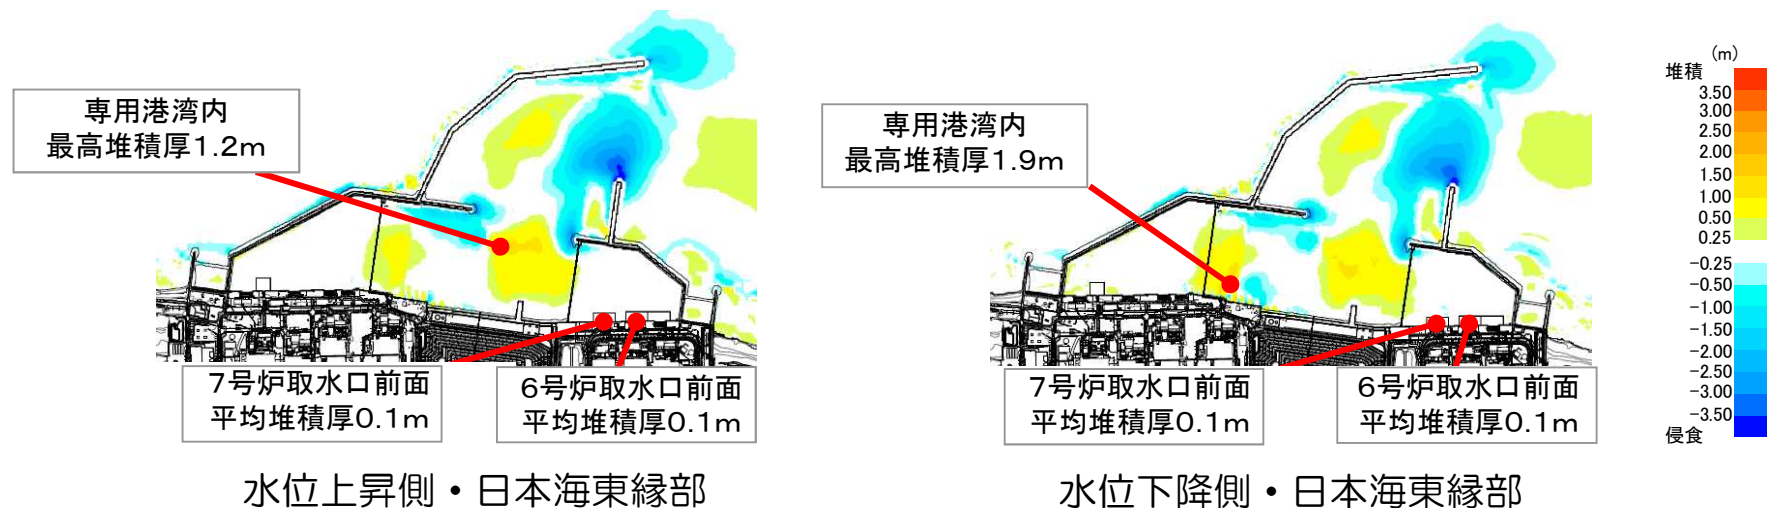 専用港湾内
最高堆積厚1.2m
7号炉取水口前面
平均堆積厚0.1m
6号炉取水口前面
平均堆積厚0.1m
水位上昇側・日本海東縁部
専用港湾内
最高堆積厚1.9m
7号炉取水口前面
平均堆積厚0.1m
6号炉取水口前面
平均堆積厚0.1m
水位下降側・日本海東縁部
(m)
堆積
3.50
3.00
2.50
2.00
1.50
1.00
0.50
0.25
-0.25
-0.50
-1.00
-1.50
-2.00
-2.50
-3.00
-3.50
侵食